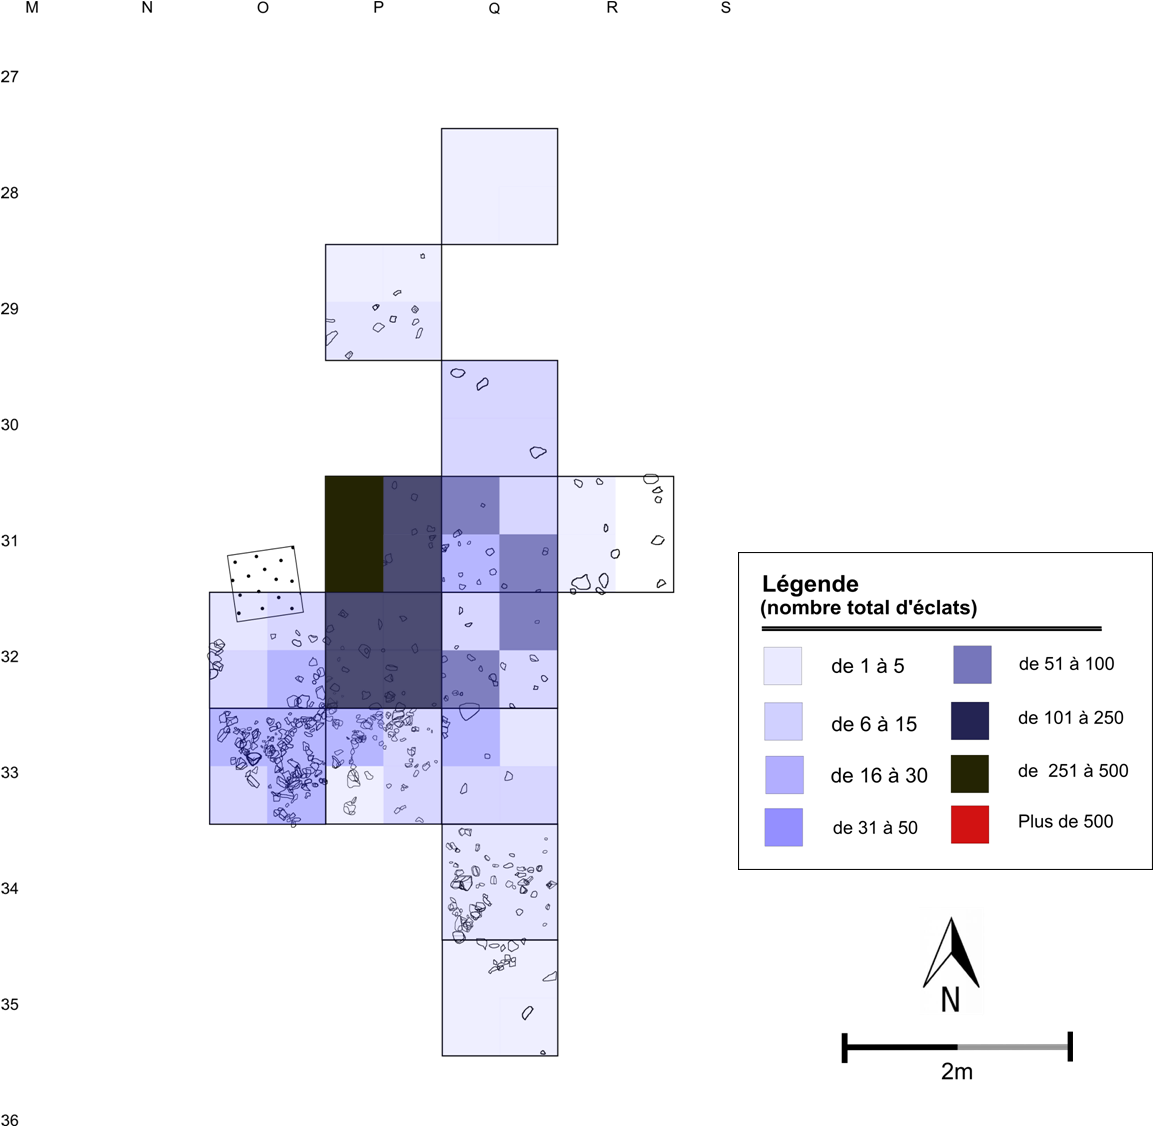 M N O P Q R S
27
28
29
30
31
32
33
34
35
36
Légende
(nombre total d'éclats)
de 1 à 5
de 6 à 15
de 16 à 30
de 31 à 50
de 51 à 100
de 101 à 250
de 251 à 500
Plus de 500
N
2m